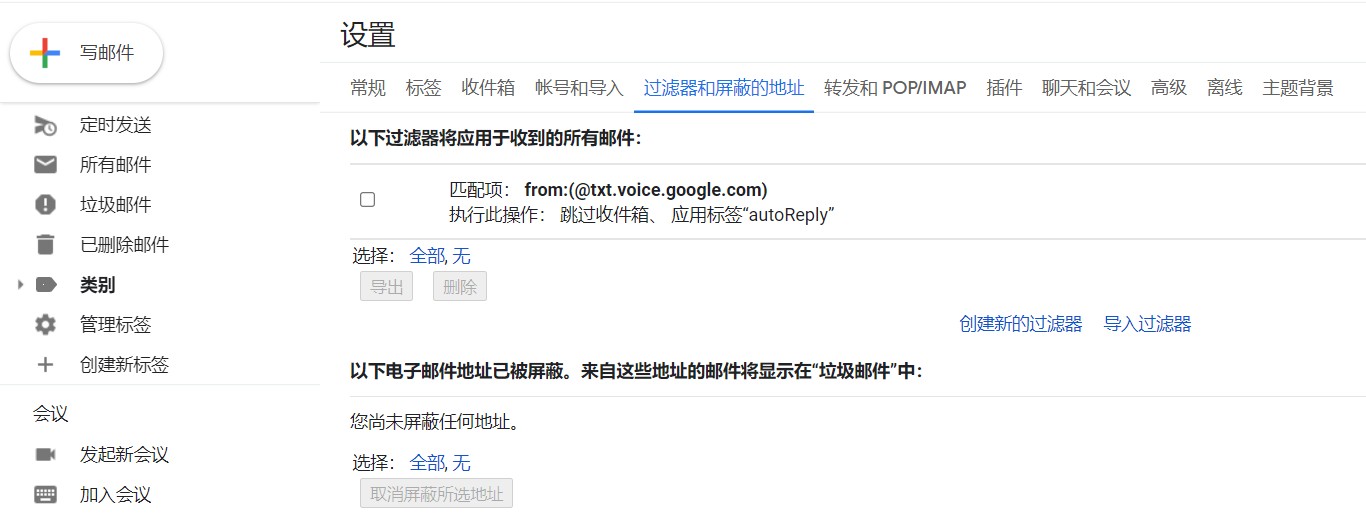 写邮件
定时发送
所有邮件
垃圾邮件
已删除邮件
类别
管理标签
创建新标签
会议
发起新会议
加入会议
设置
常规 标签 收件箱 帐号和导入 过滤器和屏蔽的地址 转发和 POP/IMAP 插件 聊天和会议 高级 离线 主题背景
以下过滤器将应用于收到的所有邮件：
匹配项： from:(@txt.voice.google.com)
执行此操作： 跳过收件箱、 应用标签“autoReply”
选择： 全部, 无
导出 删除
创建新的过滤器 导入过滤器
以下电子邮件地址已被屏蔽。来自这些地址的邮件将显示在“垃圾邮件”中：
您尚未屏蔽任何地址。
选择： 全部, 无
取消屏蔽所选地址